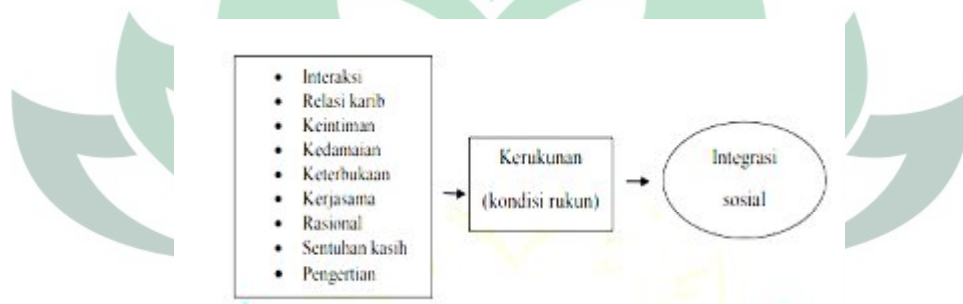 • Interaksi
• Relasi karib
• Keintiman
• Kedamaian
• Keterbukaan
• Kerjasama
• Rasional
• Sentuhan kasih
• Pengertian
Kerukunan
(kondisi rukun)
Integrasi
sosial